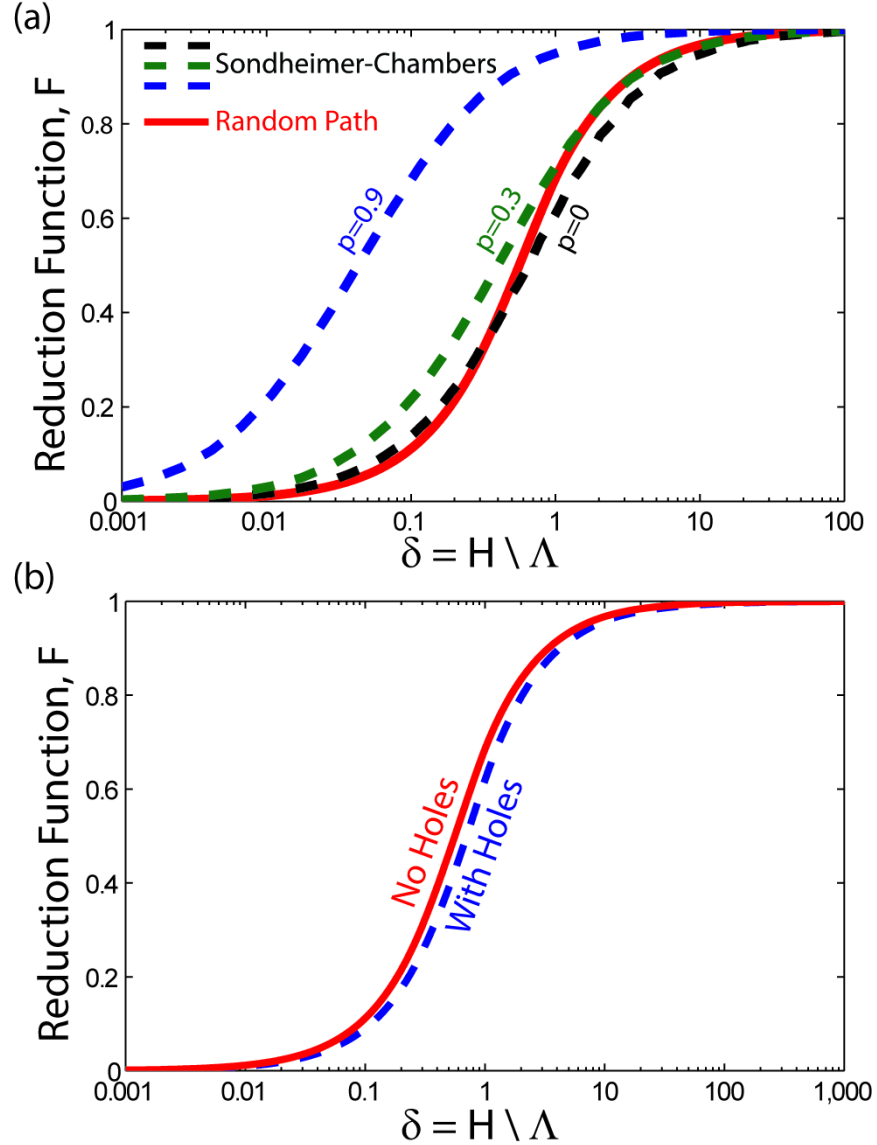 (a)
Reduction Function, F
1
0.8
0.6
0.4
0.2
0
Sondheimer-Chambers
Random Path
p=0.9
p=0.3
p=0
0.001
0.01
0.1
1
10
100
δ = H \ Λ
(b)
Reduction Function, F
1
0.8
0.6
0.4
0.2
0
No Holes
With Holes
0.001
0.1
1
10
100
1,000
δ = H \ Λ